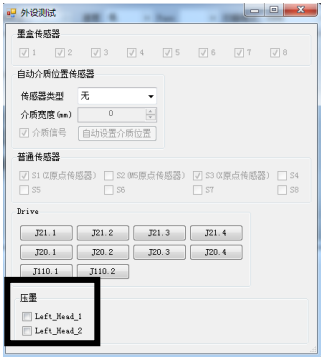 外设测试
墨盒传感器
1 2 3 4 5 6 7 8
自动介质位置传感器
传感器类型 无
介质宽度(mm) 0
介质信号 自动设置介质位置
普通传感器
S1(Z原点传感器) S2(MS原点传感器) S3(X原点传感器) S4
S5 S6 S7 S8
Drive
J21.1 J21.2 J21.3 J21.4
J20.1 J20.2 J20.3 J20.4
J110.1 J110.2
压墨
Left_Head_1
Left_Head_2